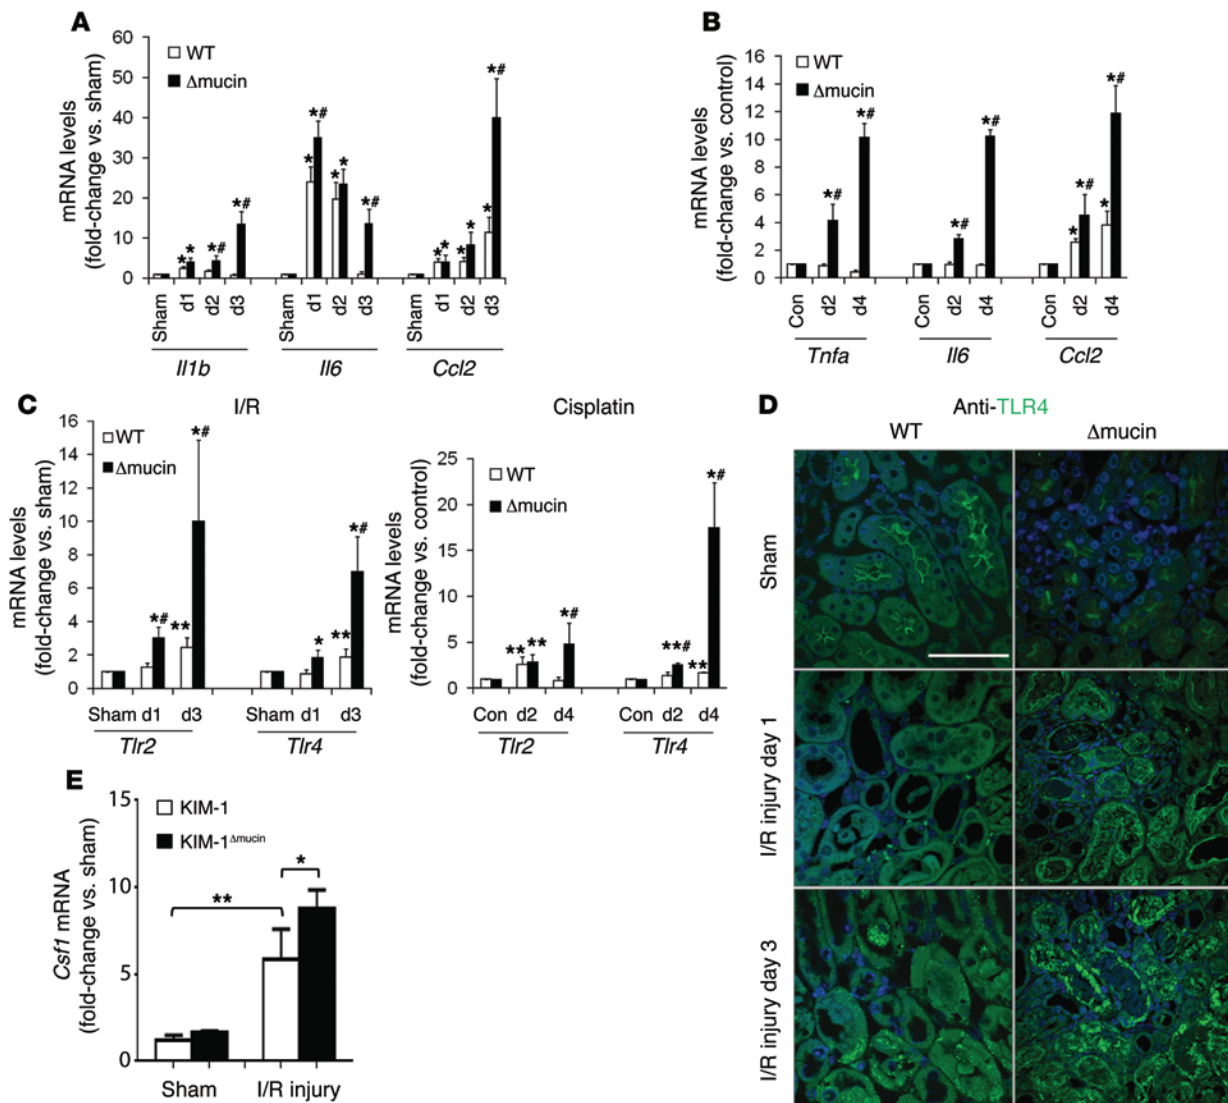 A
mRNA levels
(fold-change vs. sham)
60
50
40
30
20
10
0
WT
Δmucin
* * *# *# * *# * * *# * * * * *#
Sham d1 d2 d3 Sham d1 d2 d3 Sham d1 d2 d3
Il1b Il6 Ccl2
B
mRNA levels
(fold-change vs. control)
16
14
12
10
8
6
4
2
0
WT
Δmucin
*# *# *# *# * *# * *#
Con d2 d4 Con d2 d4 Con d2 d4
Tnfa Il6 Ccl2
C
I/R
mRNA levels
(fold-change vs. sham)
16
14
12
10
8
6
4
2
0
WT
Δmucin
*# ** *# * ** *#
Sham d1 d3 Sham d1 d3
Tlr2 Tlr4
Cisplatin
mRNA levels
(fold-change vs. control)
25
20
15
10
5
0
WT
Δmucin
** ** *# **# ** *#
Con d2 d4 Con d2 d4
Tlr2 Tlr4
D
Anti-TLR4
WT Δmucin
Sham
I/R injury day 1
I/R injury day 3
E
Csf1 mRNA
(fold-change vs. sham)
15
10
5
0
KIM-1
KIM-1Δmucin
**
*
Sham I/R injury